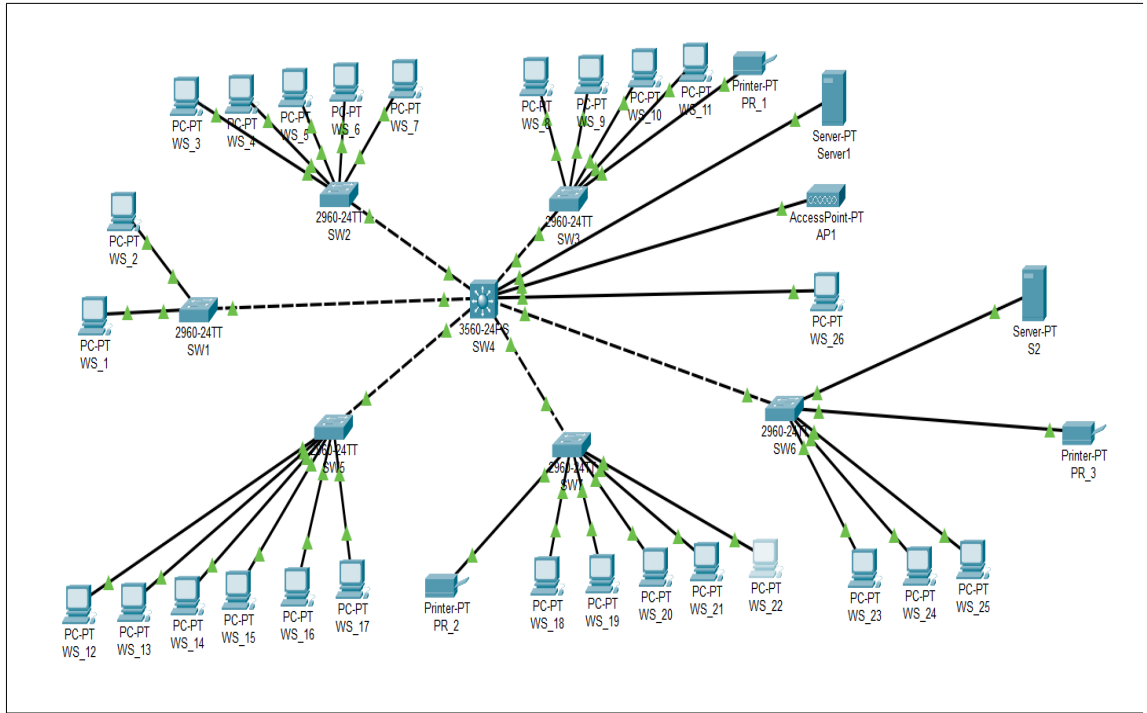 PC-PT
WS_3
PC-PT
WS_4
PC-PT
WS_5
PC-PT
WS_6
PC-PT
WS_7
PC-PT
WS_8
PC-PT
WS_9
PC-PT
WS_10
PC-PT
WS_11
Printer-PT
PR_1
Server-PT
Server1
2960-24TT
SW2
2960-24TT
SW3
AccessPoint-PT
AP1
PC-PT
WS_2
PC-PT
WS_1
2960-24TT
SW1
3560-24PS
SW4
PC-PT
WS_26
Server-PT
S2
2960-24TT
SW5
2960-24TT
SW7
2960-24TT
SW6
Printer-PT
PR_3
PC-PT
WS_12
PC-PT
WS_13
PC-PT
WS_14
PC-PT
WS_15
PC-PT
WS_16
PC-PT
WS_17
Printer-PT
PR_2
PC-PT
WS_18
PC-PT
WS_19
PC-PT
WS_20
PC-PT
WS_21
PC-PT
WS_22
PC-PT
WS_23
PC-PT
WS_24
PC-PT
WS_25